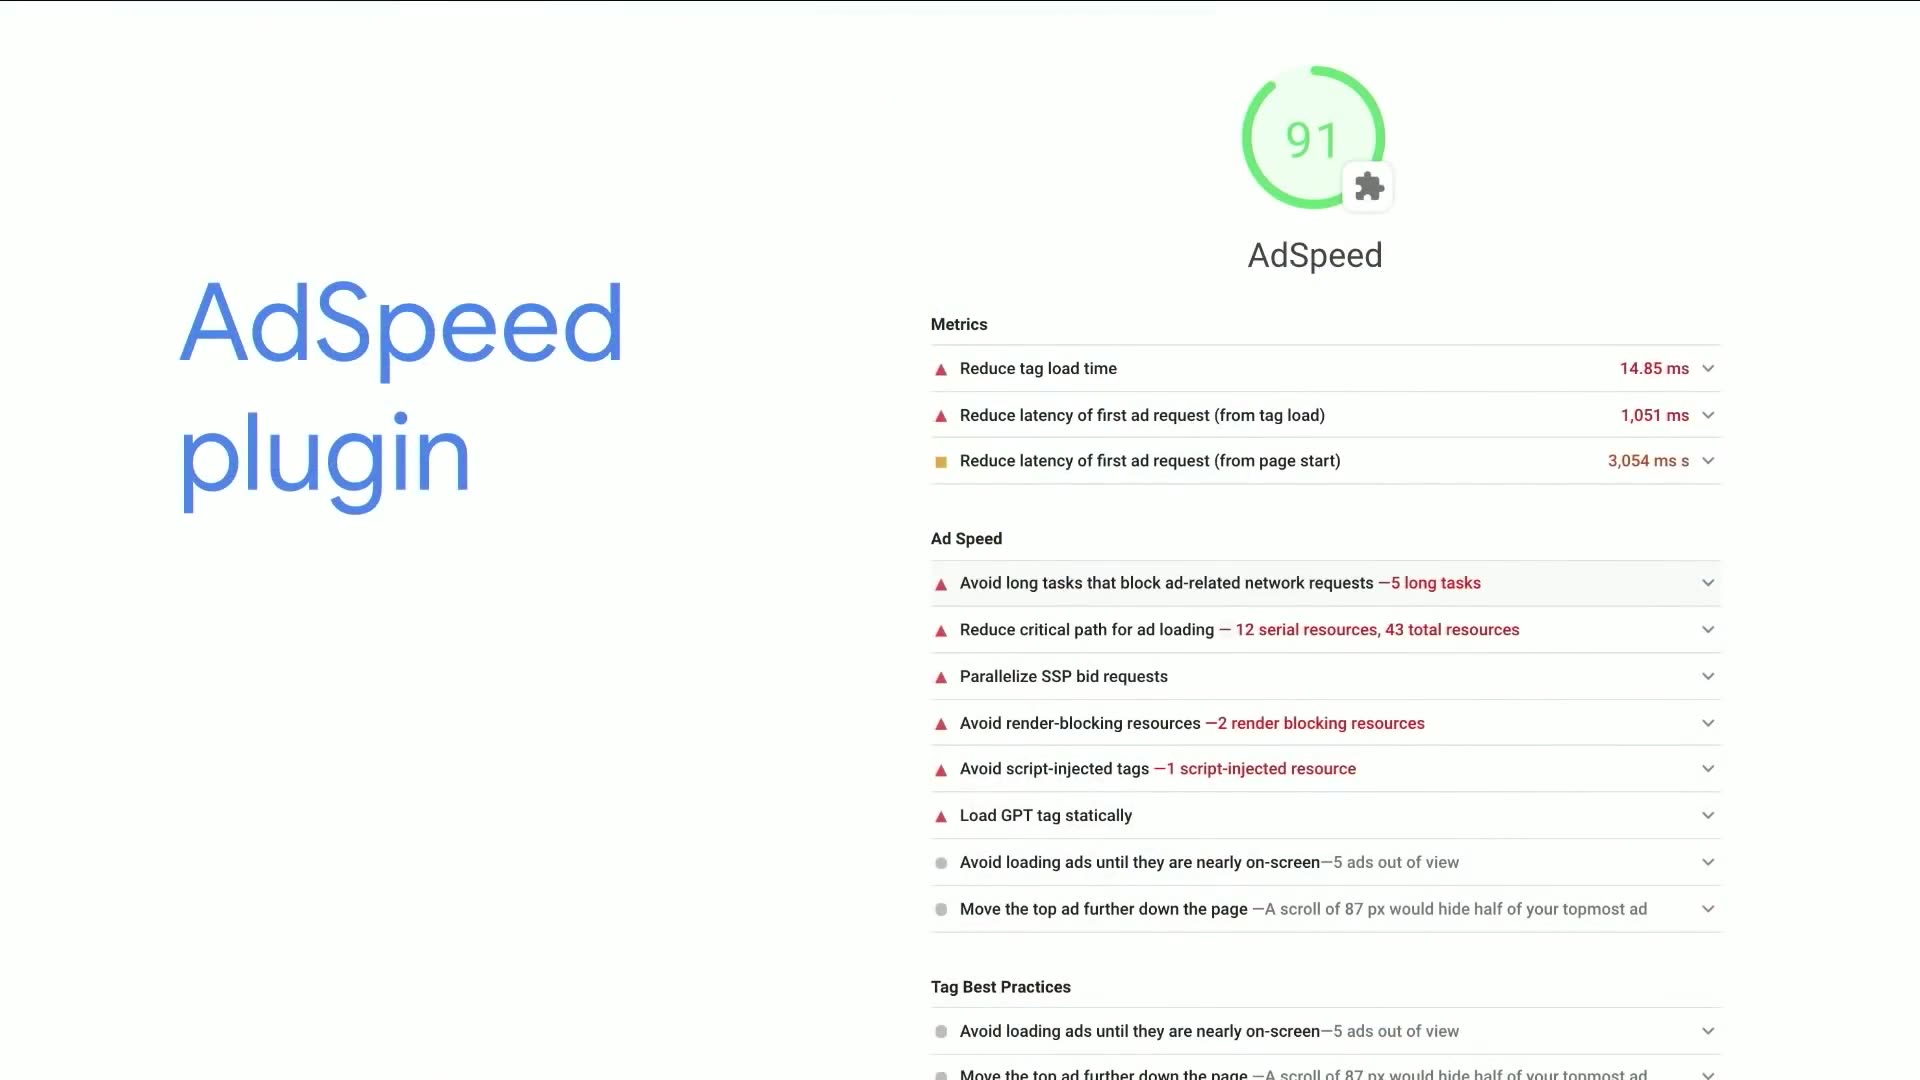 AdSpeed
plugin
91
AdSpeed
Metrics
Reduce tag load time 14.85 ms
Reduce latency of first ad request (from tag load) 1,051 ms
Reduce latency of first ad request (from page start) 3,054 ms s
Ad Speed
Avoid long tasks that block ad-related network requests —5 long tasks
Reduce critical path for ad loading — 12 serial resources, 43 total resources
Parallelize SSP bid requests
Avoid render-blocking resources —2 render blocking resources
Avoid script-injected tags —1 script-injected resource
Load GPT tag statically
Avoid loading ads until they are nearly on-screen—5 ads out of view
Move the top ad further down the page —A scroll of 87 px would hide half of your topmost ad
Tag Best Practices
Avoid loading ads until they are nearly on-screen—5 ads out of view
Move the top ad further down the page —A scroll of 87 px would hide half of your topmost ad